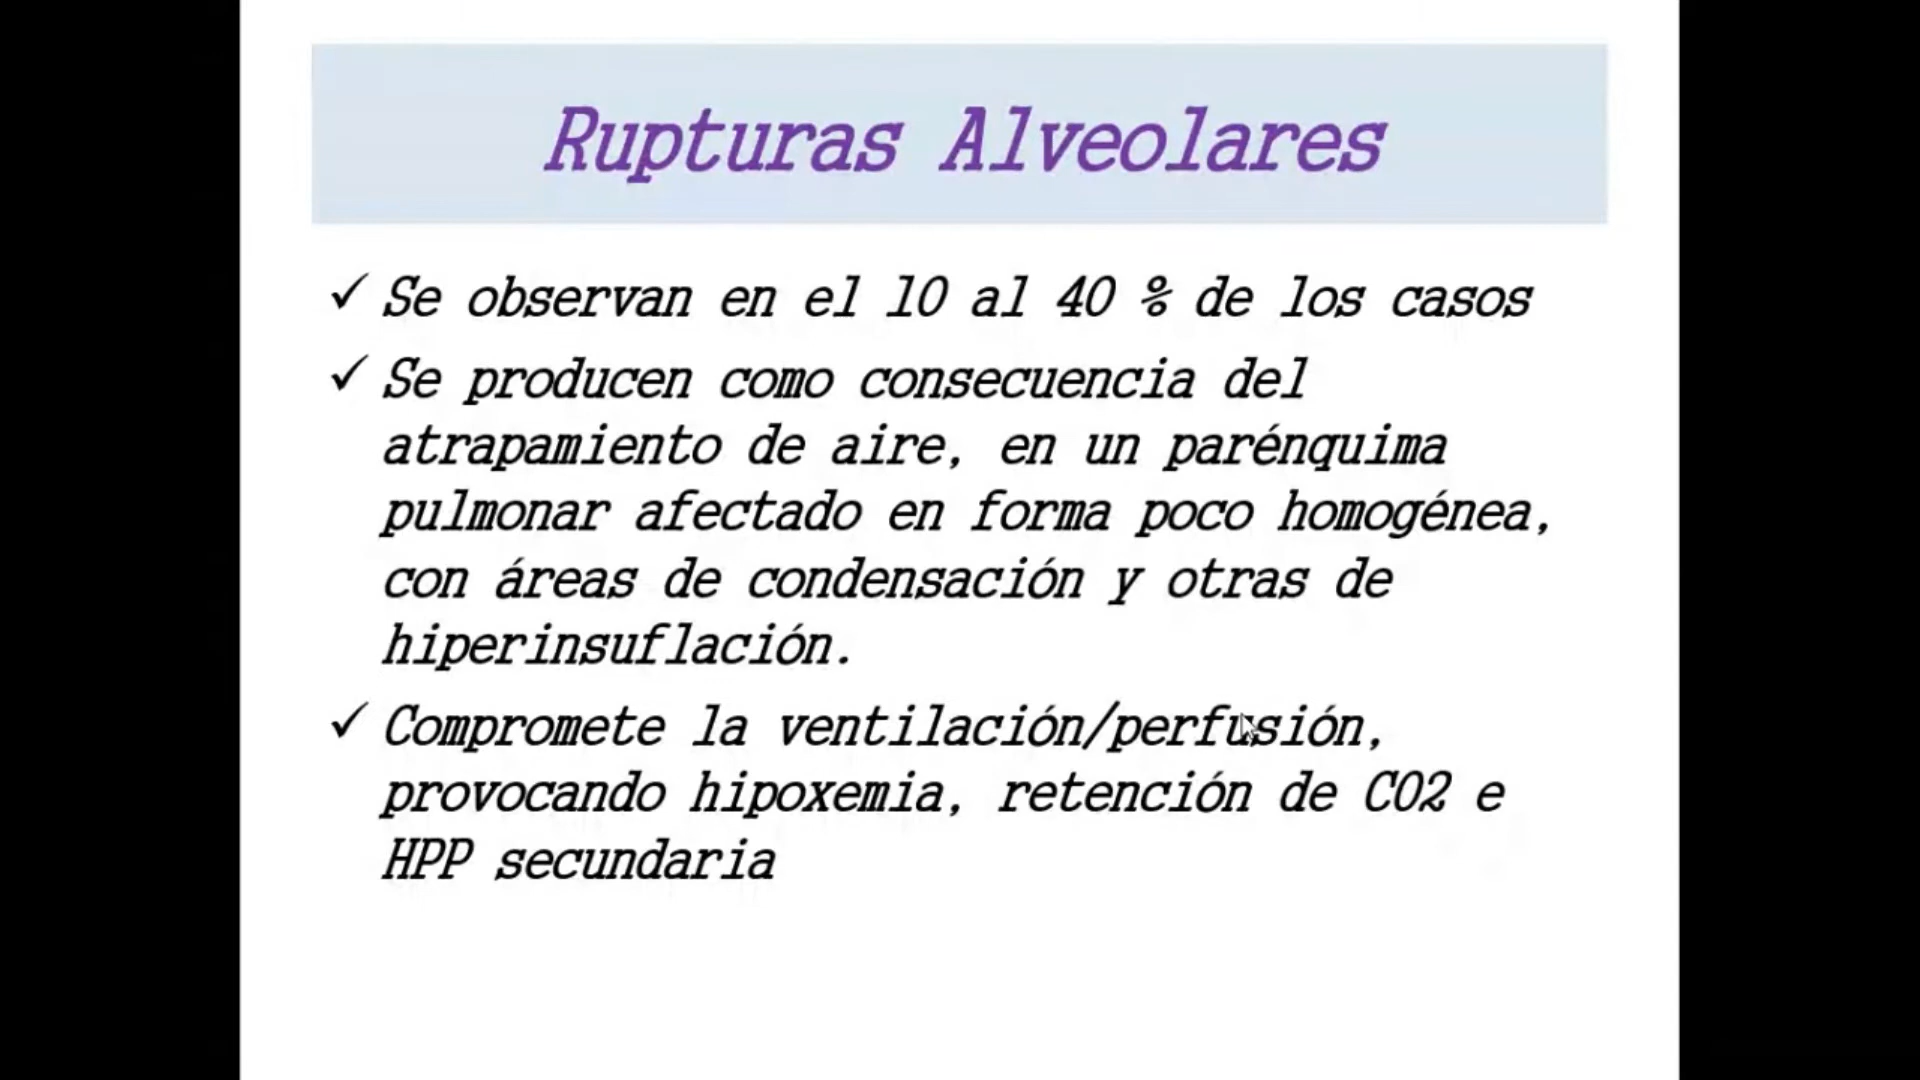 Rupturas Alveolares
✓ Se observan en el 10 al 40 % de los casos
✓ Se producen como consecuencia del
atrapamiento de aire, en un parénquima
pulmonar afectado en forma poco homogénea,
con áreas de condensación y otras de
hiperinsuflación.
✓ Compromete la ventilación/perfusión,
provocando hipoxemia, retención de CO2 e
HPP secundaria